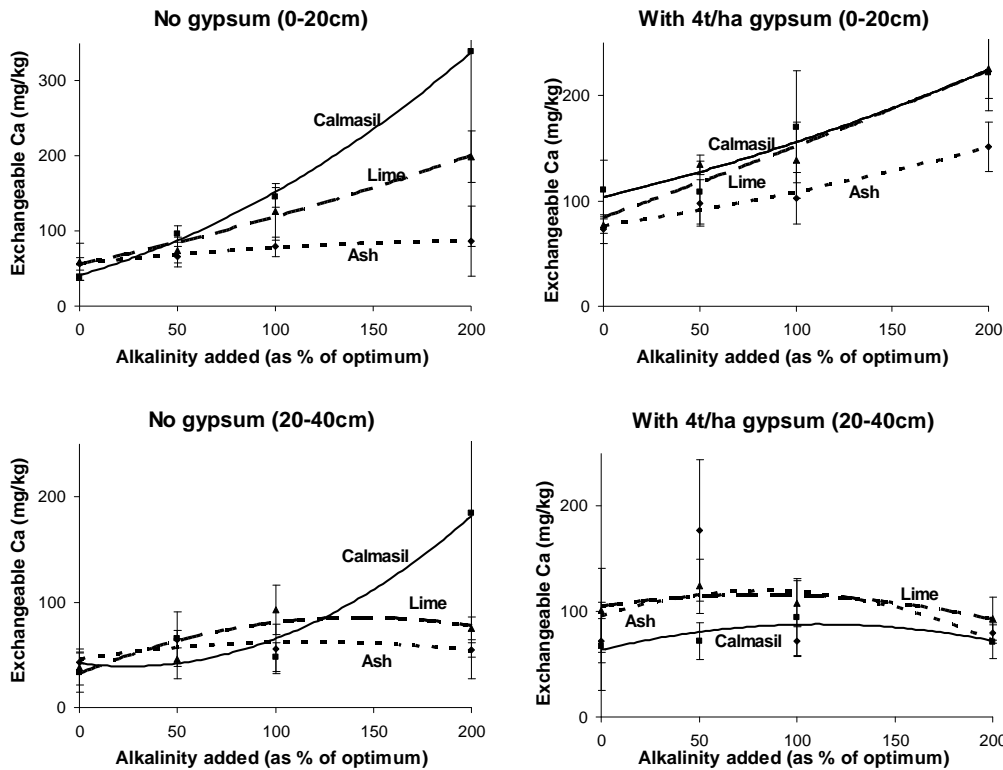 No gypsum (0-20cm)
Exchangeable Ca (mg/kg)
300
200
100
0
Calmasil
Lime
Ash
0 50 100 150 200
Alkalinity added (as % of optimum)
With 4t/ha gypsum (0-20cm)
Exchangeable Ca (mg/kg)
200
100
0
Calmasil
Lime
Ash
0 50 100 150 200
Alkalinity added (as % of optimum)
No gypsum (20-40cm)
Exchangeable Ca (mg/kg)
200
100
0
Calmasil
Lime
Ash
0 50 100 150 200
Alkalinity added (as % of optimum)
With 4t/ha gypsum (20-40cm)
Exchangeable Ca (mg/kg)
200
100
0
Lime
Ash
Calmasil
0 50 100 150 200
Alkalinity added (as % of optimum)